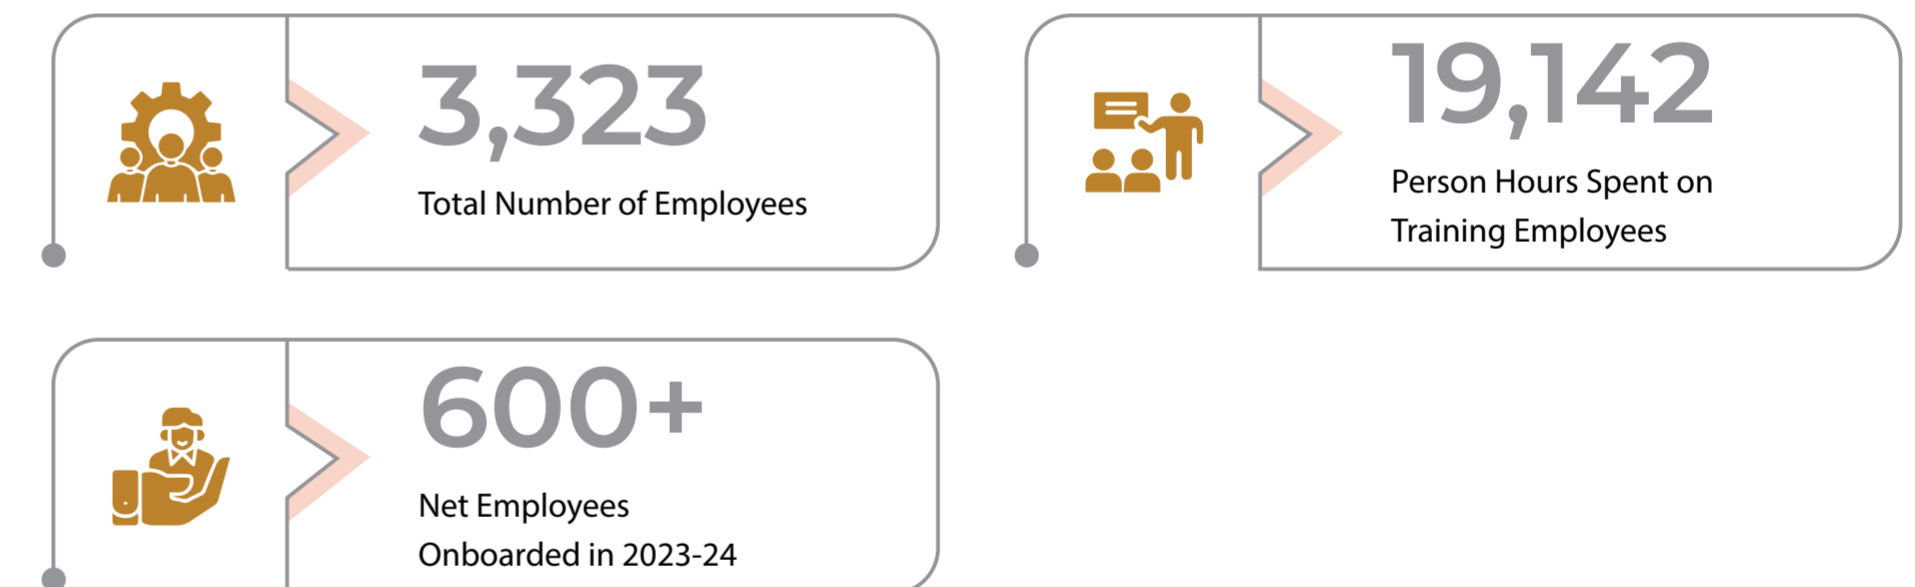 3,323
Total Number of Employees
19,142
Person Hours Spent on
Training Employees
600+
Net Employees
Onboarded in 2023-24